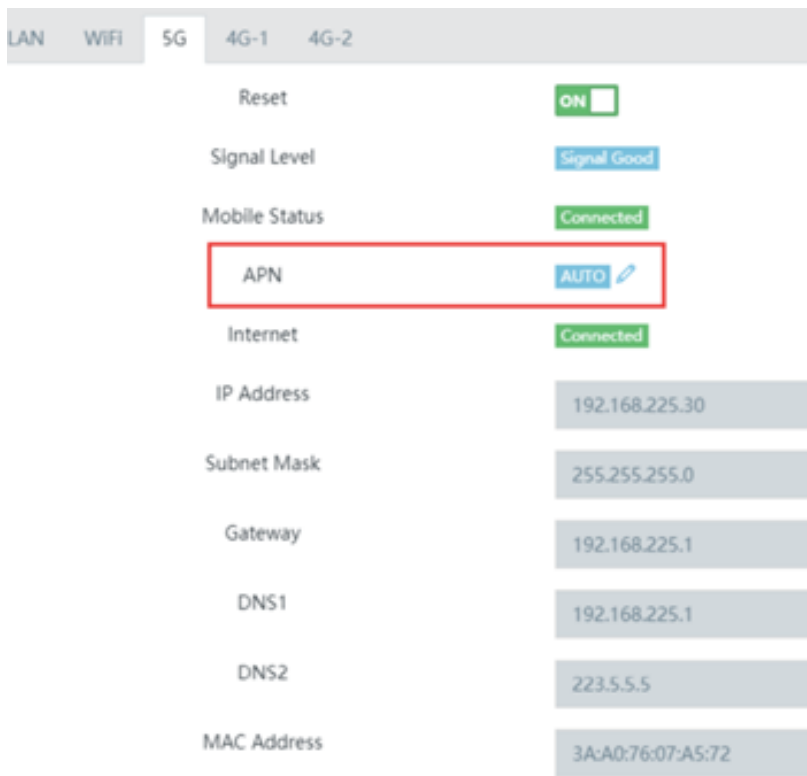 LAN WiFi 5G 4G-1 4G-2
Reset ON
Signal Level Signal Good
Mobile Status Connected
APN AUTO
Internet Connected
IP Address 192.168.225.30
Subnet Mask 255.255.255.0
Gateway 192.168.225.1
DNS1 192.168.225.1
DNS2 223.5.5.5
MAC Address 3A:A0:76:07:A5:72